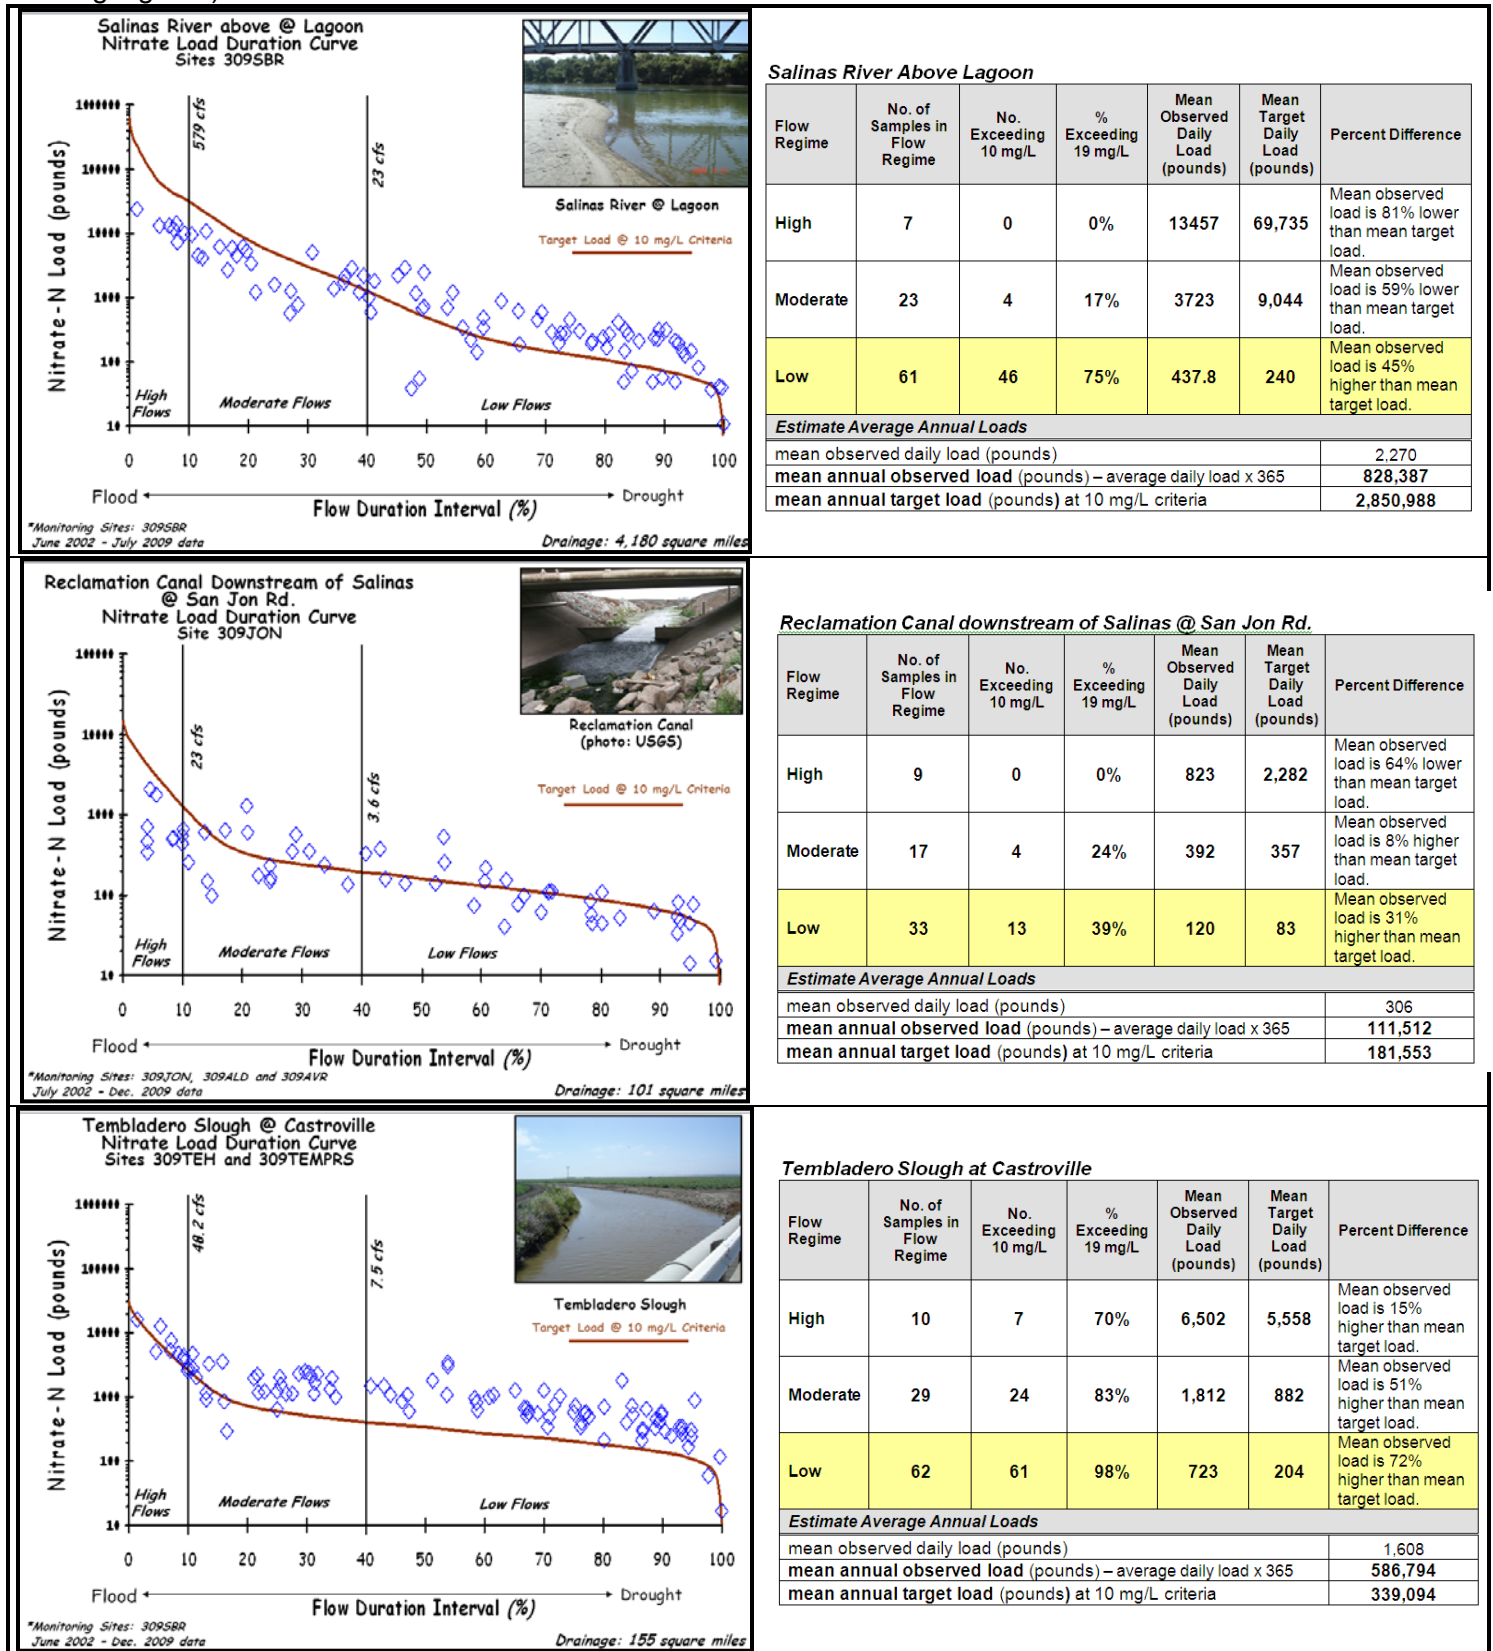 Salinas River above @ Lagoon
Nitrate Load Duration Curve
Sites 309SBR
Nitrate-N Load (pounds)
1000000
100000
10000
1000
100
10
579 cfs
23 cfs
Salinas River @ Lagoon
Target Load @ 10 mg/L Criteria
High
Flows
Moderate Flows
Low Flows
0 10 20 30 40 50 60 70 80 90 100
Flood
Drought
Flow Duration Interval (%)
*Monitoring Sites: 309SBR
June 2002 - July 2009 data
Drainage: 4,180 square miles
Salinas River Above Lagoon
Flow Regime | No. of Samples in Flow Regime | No. Exceeding 10 mg/L | % Exceeding 19 mg/L | Mean Observed Daily Load (pounds) | Mean Target Daily Load (pounds) | Percent Difference
High | 7 | 0 | 0% | 13457 | 69,735 | Mean observed load is 81% lower than mean target load.
Moderate | 23 | 4 | 17% | 3723 | 9,044 | Mean observed load is 59% lower than mean target load.
Low | 61 | 46 | 75% | 437.8 | 240 | Mean observed load is 45% higher than mean target load.
Estimate Average Annual Loads
mean observed daily load (pounds) | 2,270
mean annual observed load (pounds) – average daily load x 365 | 828,387
mean annual target load (pounds) at 10 mg/L criteria | 2,850,988
Reclamation Canal Downstream of Salinas
@ San Jon Rd.
Nitrate Load Duration Curve
Site 309JON
Nitrate-N Load (pounds)
100000
10000
1000
100
10
23 cfs
3.6 cfs
Reclamation Canal
(photo: USGS)
Target Load @ 10 mg/L Criteria
High
Flows
Moderate Flows
Low Flows
0 10 20 30 40 50 60 70 80 90 100
Flood
Drought
Flow Duration Interval (%)
*Monitoring Sites: 309JON, 309ALD and 309AVR
July 2002 - Dec. 2009 data
Drainage: 101 square miles
Reclamation Canal downstream of Salinas @ San Jon Rd.
Flow Regime | No. of Samples in Flow Regime | No. Exceeding 10 mg/L | % Exceeding 19 mg/L | Mean Observed Daily Load (pounds) | Mean Target Daily Load (pounds) | Percent Difference
High | 9 | 0 | 0% | 823 | 2,282 | Mean observed load is 64% lower than mean target load.
Moderate | 17 | 4 | 24% | 392 | 357 | Mean observed load is 8% higher than mean target load.
Low | 33 | 13 | 39% | 120 | 83 | Mean observed load is 31% higher than mean target load.
Estimate Average Annual Loads
mean observed daily load (pounds) | 306
mean annual observed load (pounds) – average daily load x 365 | 111,512
mean annual target load (pounds) at 10 mg/L criteria | 181,553
Tembladero Slough @ Castroville
Nitrate Load Duration Curve
Sites 309TEH and 309TEMPRS
Nitrate-N Load (pounds)
1000000
100000
10000
1000
100
10
48.2 cfs
7.5 cfs
Tembladero Slough
Target Load @ 10 mg/L Criteria
High
Flows
Moderate Flows
Low Flows
0 10 20 30 40 50 60 70 80 90 100
Flood
Drought
Flow Duration Interval (%)
*Monitoring Sites: 309SBR
June 2002 - Dec. 2009 data
Drainage: 155 square miles
Tembladero Slough at Castroville
Flow Regime | No. of Samples in Flow Regime | No. Exceeding 10 mg/L | % Exceeding 19 mg/L | Mean Observed Daily Load (pounds) | Mean Target Daily Load (pounds) | Percent Difference
High | 10 | 7 | 70% | 6,502 | 5,558 | Mean observed load is 15% higher than mean target load.
Moderate | 29 | 24 | 83% | 1,812 | 882 | Mean observed load is 51% higher than mean target load.
Low | 62 | 61 | 98% | 723 | 204 | Mean observed load is 72% higher than mean target load.
Estimate Average Annual Loads
mean observed daily load (pounds) | 1,608
mean annual observed load (pounds) – average daily load x 365 | 586,794
mean annual target load (pounds) at 10 mg/L criteria | 339,094